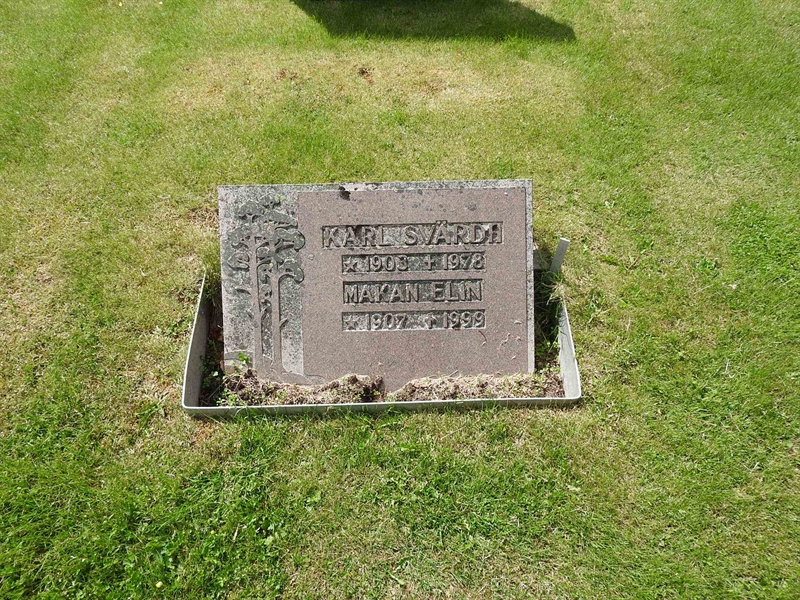 KARL SVÄRDH
★ 1903 ✝ 1978
MAKAN ELIN
★ 1907 ✝ 1999